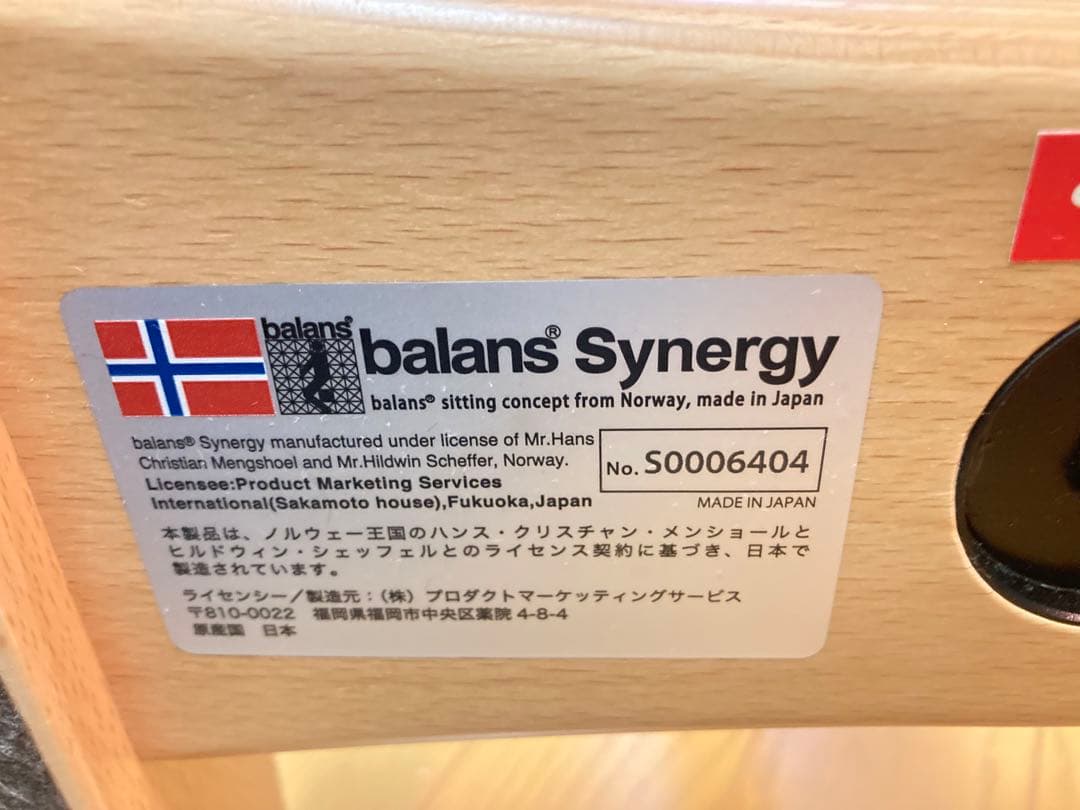 balans®
balans® Synergy
balans® sitting concept from Norway, made in Japan
balans® Synergy manufactured under license of Mr.Hans
Christian Mengshoel and Mr.Hildwin Scheffer, Norway.
Licensee:Product Marketing Services
International(Sakamoto house),Fukuoka,Japan
No. S0006404
MADE IN JAPAN
本製品は、ノルウェー王国のハンス・クリスチャン・メンショールと
ヒルドウィン・シェッフェルとのライセンス契約に基づき、日本で
製造されています。
ライセンシー／製造元：（株）プロダクトマーケッティングサービス
〒810-0022 福岡県福岡市中央区薬院 4-8-4
原産国 日本